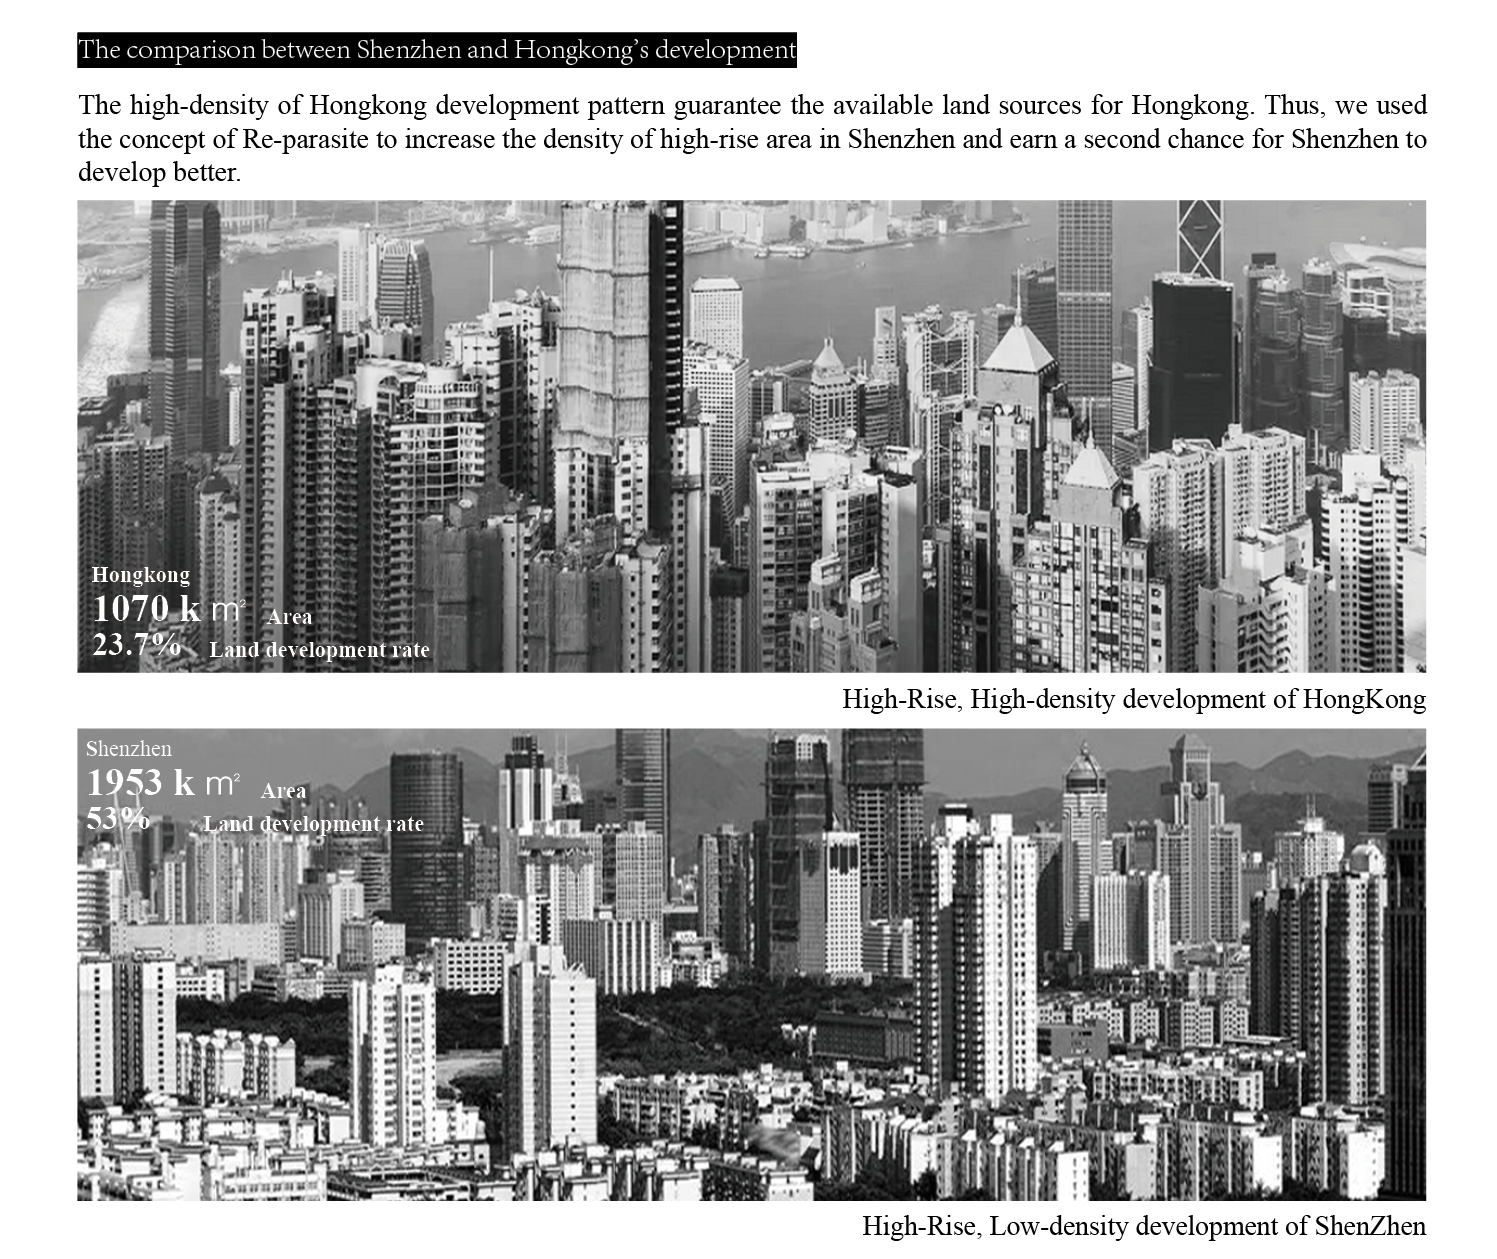 The comparison between Shenzhen and Hongkong’s development
The high-density of Hongkong development pattern guarantee the available land sources for Hongkong. Thus, we used
the concept of Re-parasite to increase the density of high-rise area in Shenzhen and earn a second chance for Shenzhen to
develop better.
Hongkong
1070 k m² Area
23.7% Land development rate
High-Rise, High-density development of HongKong
Shenzhen
1953 k m² Area
53% Land development rate
High-Rise, Low-density development of ShenZhen